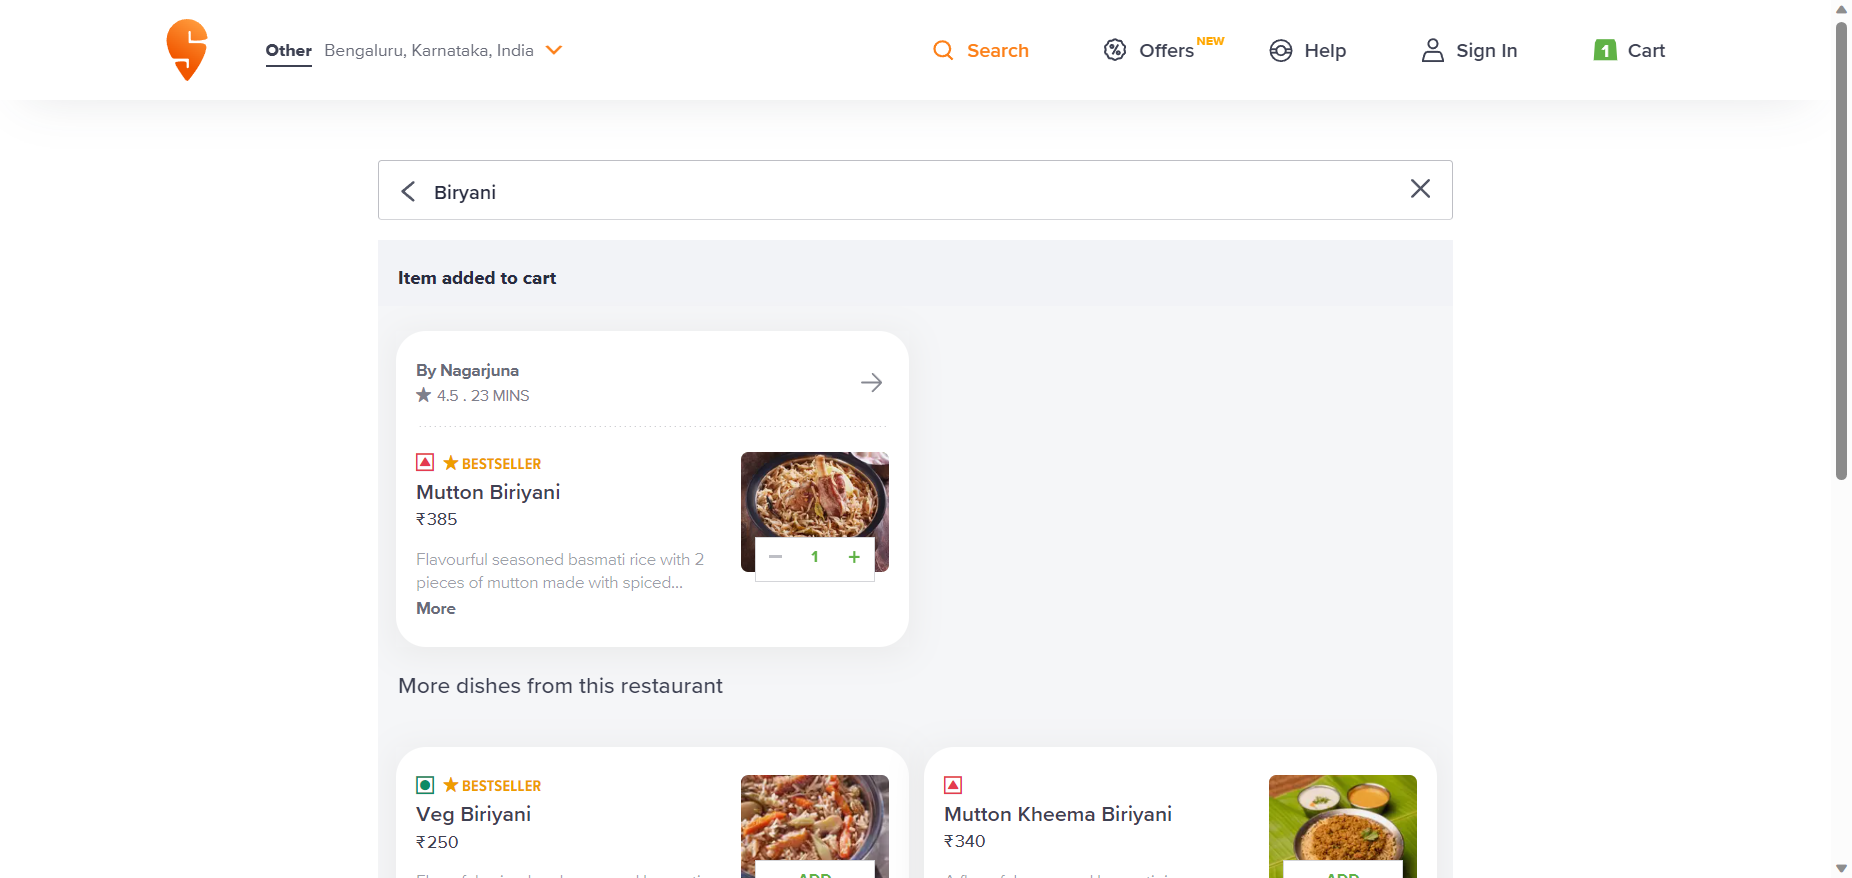 Other Bengaluru, Karnataka, India
Search
Offers NEW
Help
Sign In
1 Cart
Biryani
Item added to cart
By Nagarjuna
4.5 . 23 MINS
BESTSELLER
Mutton Biriyani
₹385
Flavourful seasoned basmati rice with 2
pieces of mutton made with spiced...
More
− 1 +
More dishes from this restaurant
BESTSELLER
Veg Biriyani
₹250
ADD
Mutton Kheema Biriyani
₹340
ADD